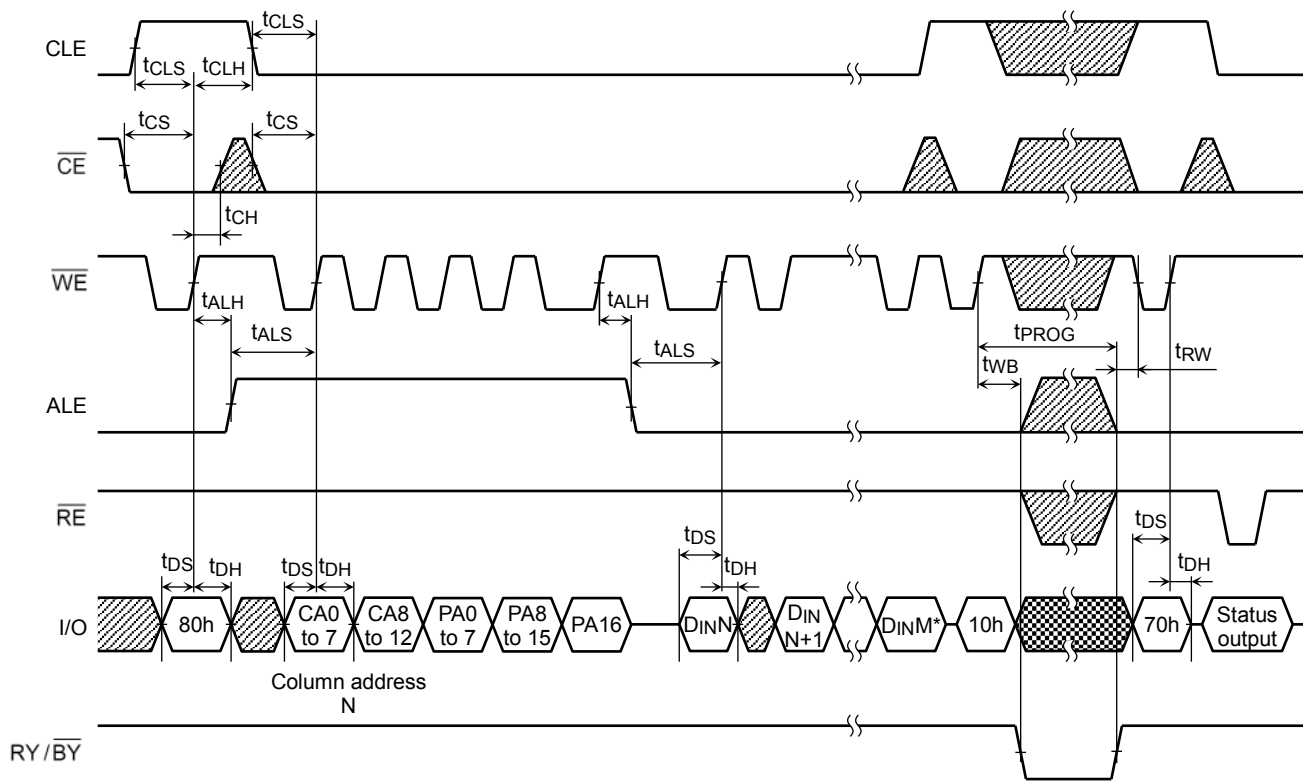 CLE
tCLS
tCLS
tCLH
tCS
tCS
CE
tCH
WE
tALH
tALH
tPROG
tALS
tALS
tWB
tRW
ALE
RE
tDS
tDH
tDS
tDH
tDS
tDH
tDS
tDH
I/O
80h
CA0
to 7
CA8
to 12
PA0
to 7
PA8
to 15
PA16
DINN
DIN
N+1
DINM*
10h
70h
Status
output
Column address
N
RY/BY